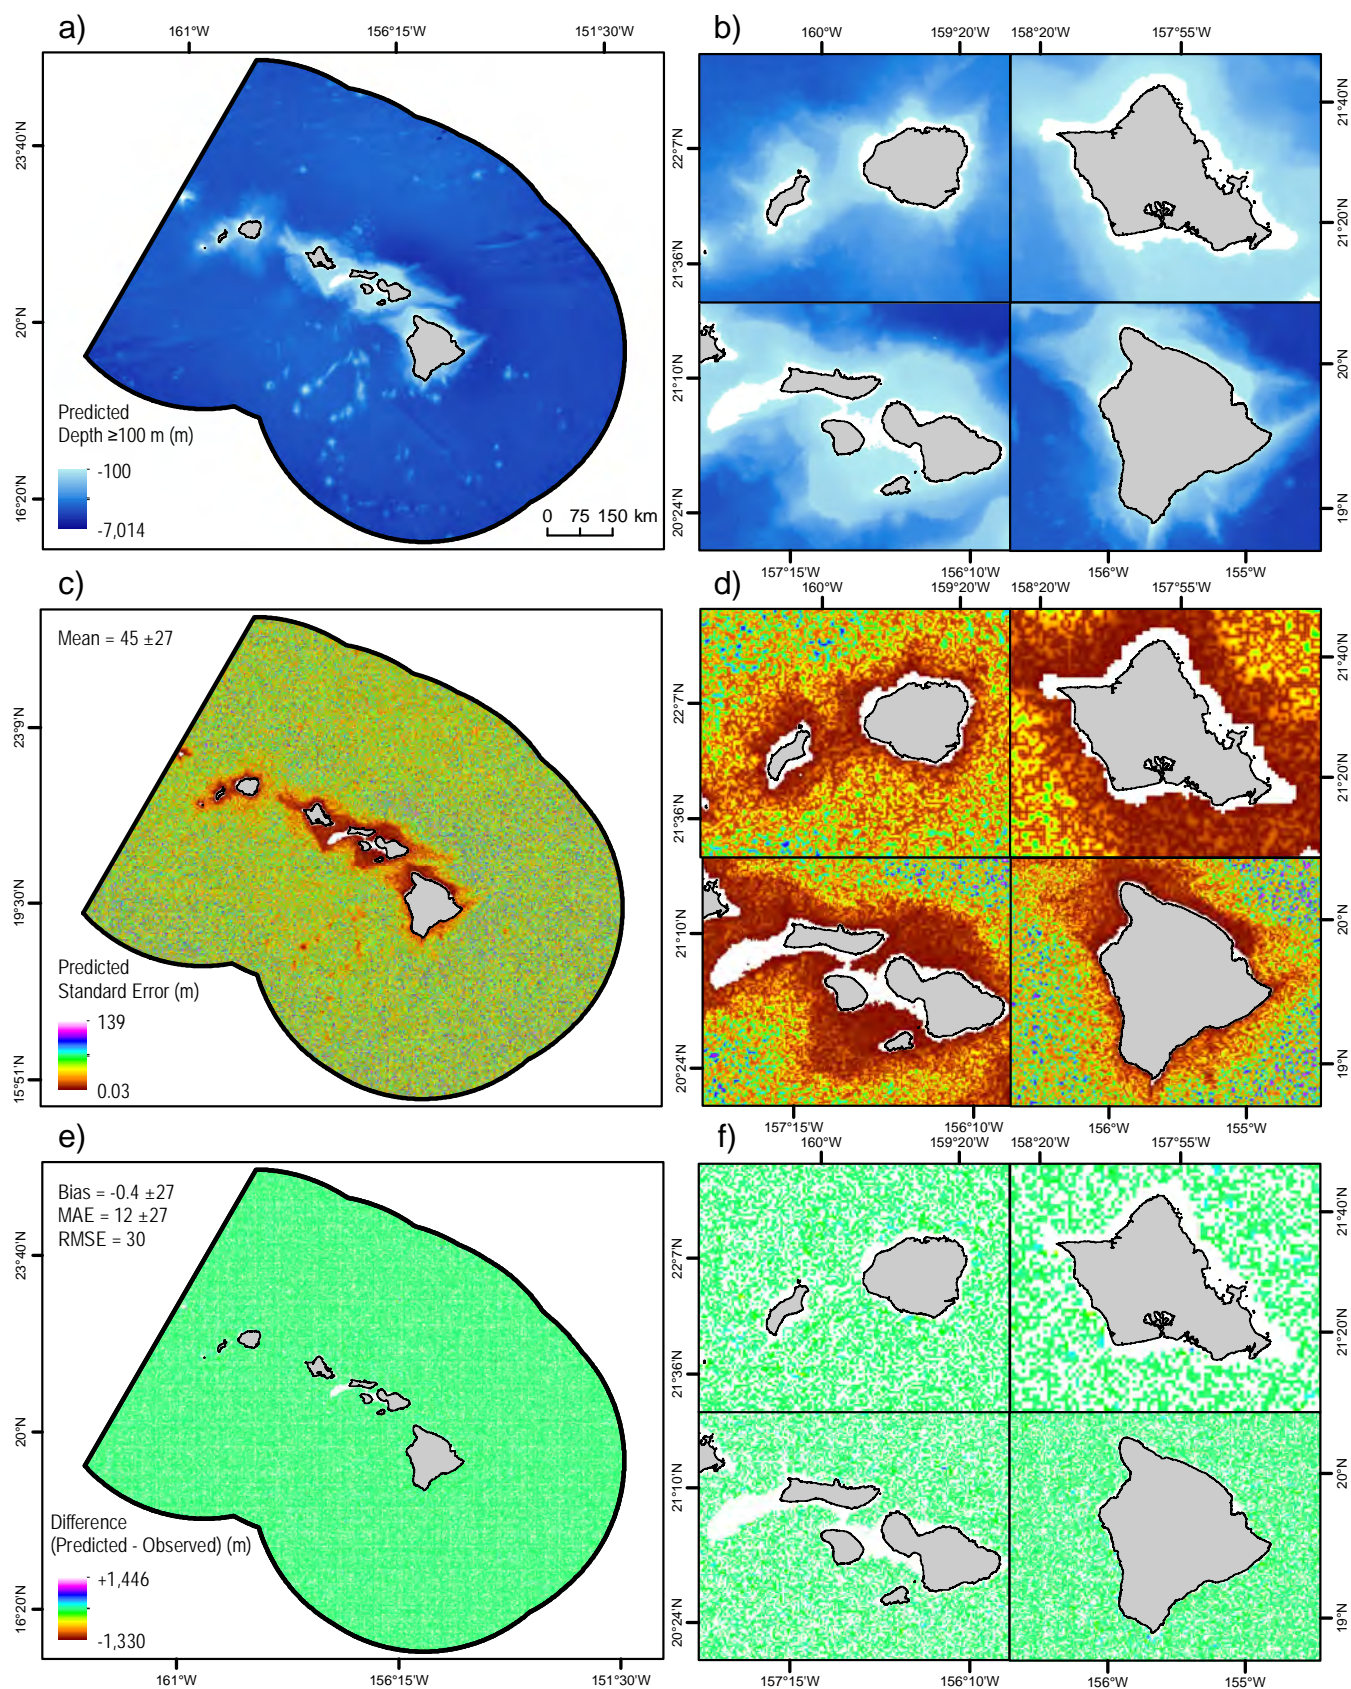 a)
161°W 156°15'W 151°30'W
23°40'N
20°N
16°20'N
Predicted
Depth ≥100 m (m)
-100
-7,014
0 75 150 km
b)
160°W 159°20'W 158°20'W 157°55'W
22°7'N
21°36'N
21°40'N
21°20'N
21°10'N
20°24'N
20°N
19°N
157°15'W 156°10'W 156°W 155°W
c)
Mean = 45 ±27
23°9'N
19°30'N
15°51'N
Predicted
Standard Error (m)
139
0.03
d)
160°W 159°20'W 158°20'W 157°55'W
22°7'N
21°36'N
21°40'N
21°20'N
21°10'N
20°24'N
20°N
19°N
157°15'W 156°10'W 156°W 155°W
e)
Bias = -0.4 ±27
MAE = 12 ±27
RMSE = 30
23°40'N
20°N
16°20'N
Difference
(Predicted - Observed) (m)
+1,446
-1,330
161°W 156°15'W 151°30'W
f)
160°W 159°20'W 158°20'W 157°55'W
22°7'N
21°36'N
21°40'N
21°20'N
21°10'N
20°24'N
20°N
19°N
157°15'W 156°10'W 156°W 155°W